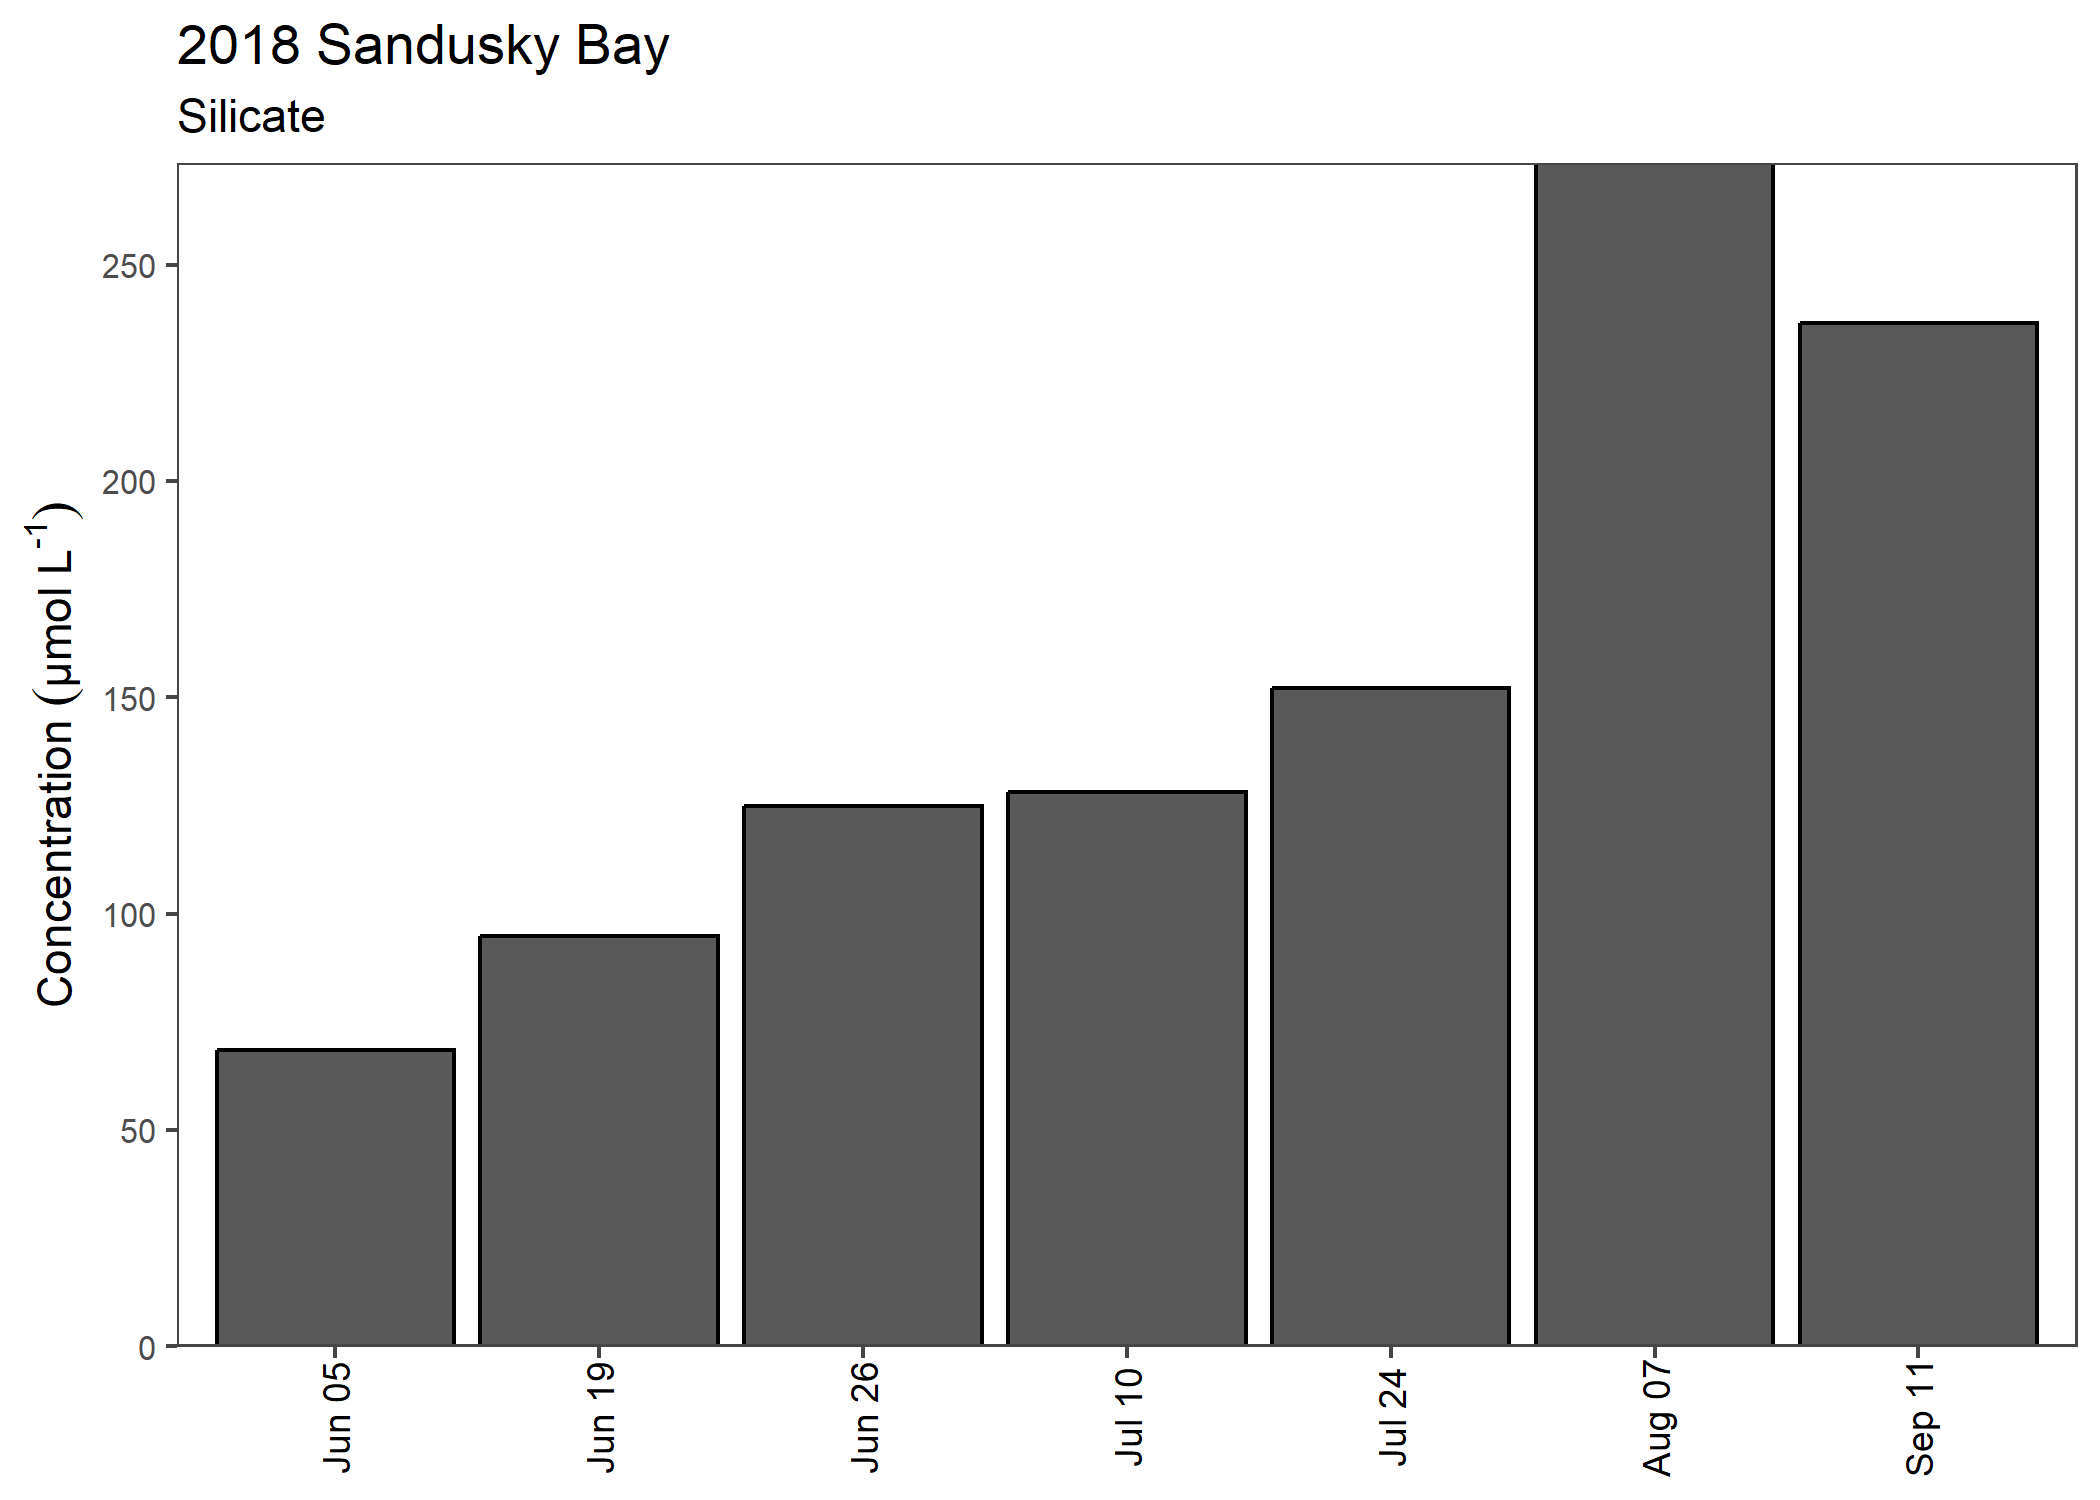 2018 Sandusky Bay
Silicate
Concentration (µmol L⁻¹)
250
200
150
100
50
0
Jun 05
Jun 19
Jun 26
Jul 10
Jul 24
Aug 07
Sep 11